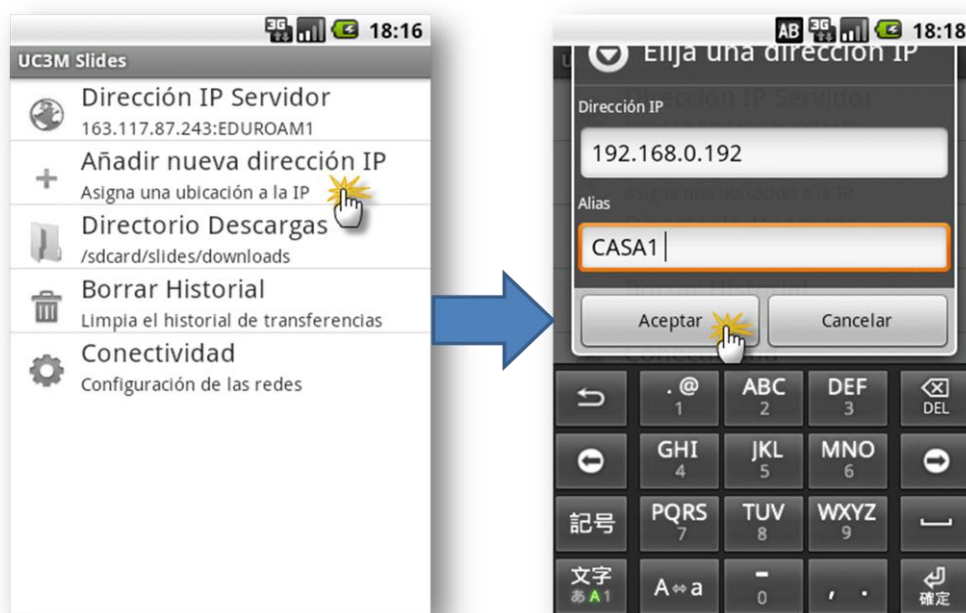 18:16
UC3M Slides
Dirección IP Servidor
163.117.87.243:EDUROAM1
Añadir nueva dirección IP
Asigna una ubicación a la IP
Directorio Descargas
/sdcard/slides/downloads
Borrar Historial
Limpia el historial de transferencias
Conectividad
Configuración de las redes
AB 3G 18:18
Elija una dirección IP
Dirección IP
192.168.0.192
Alias
CASA1
Aceptar Cancelar
. @ ABC DEF
1 2 3 DEL
GHI JKL MNO
4 5 6
記号 PQRS TUV WXYZ
7 8 9
文字 A⇔a - , .
あA1 0 確定